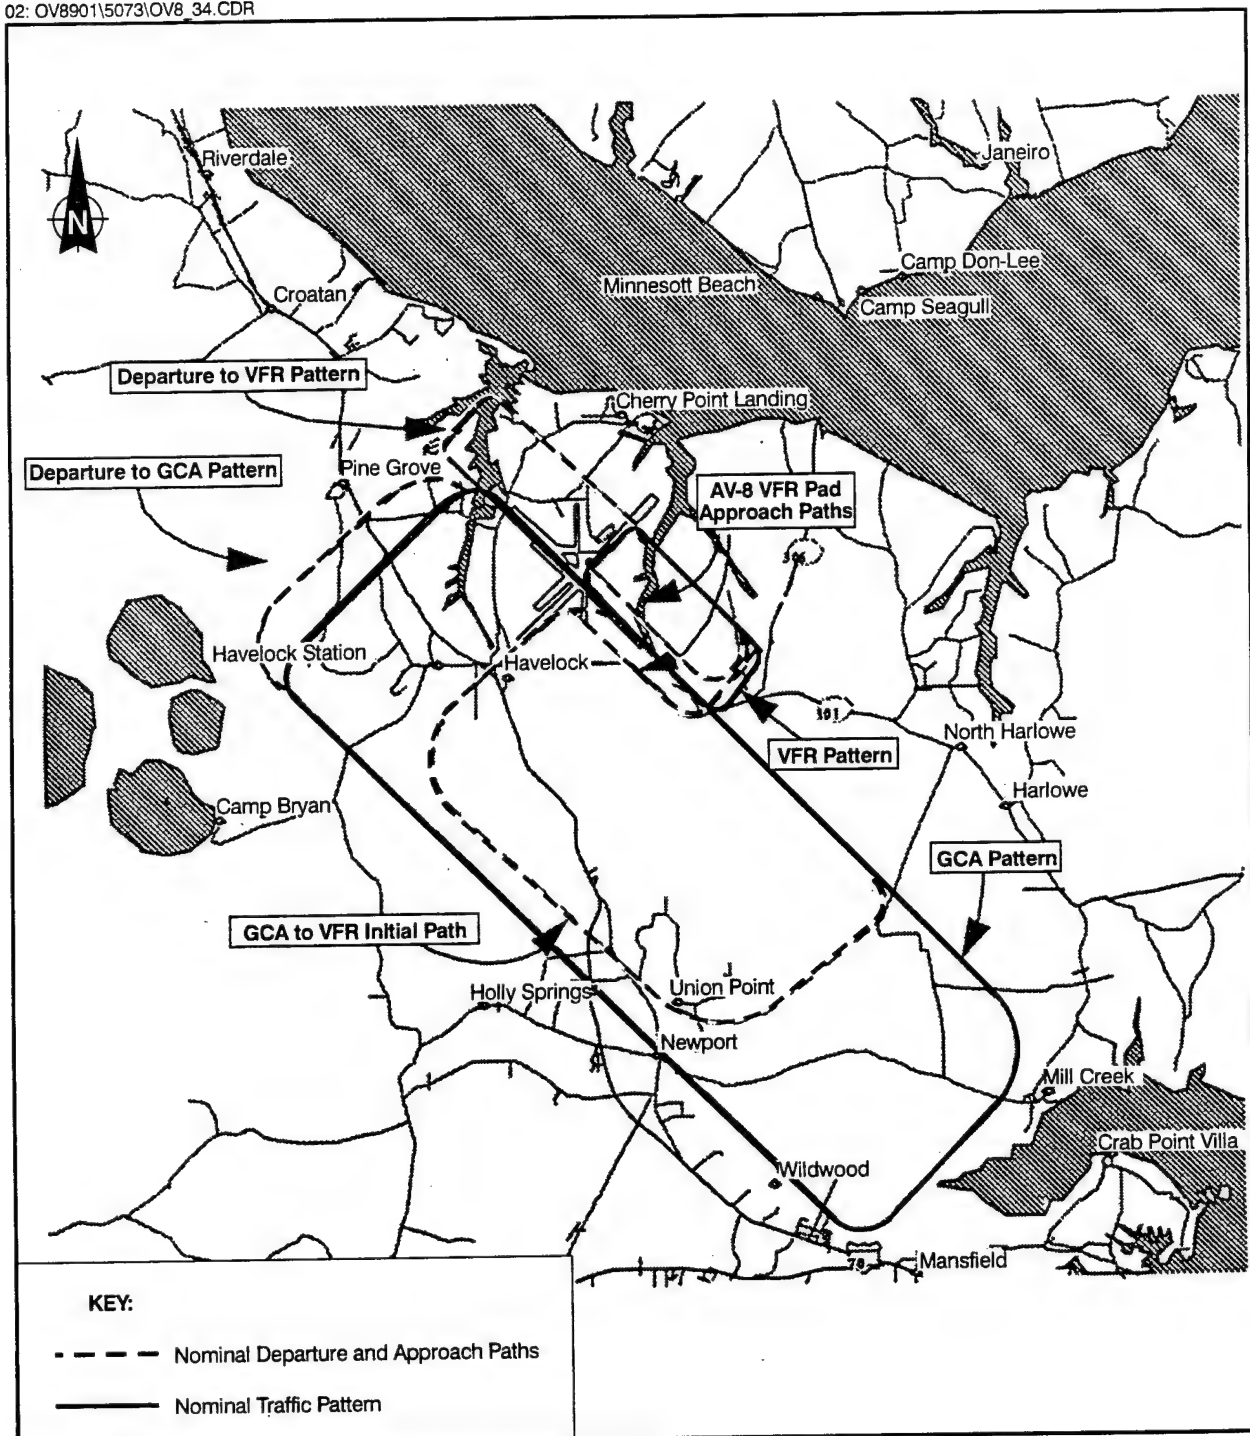 02: OV8901\5073\OV8_34.CDR
Riverdale
Janeiro
N
Camp Don-Lee
Minnesott Beach
Croatan
Camp Seagull
Departure to VFR Pattern
Cherry Point Landing
Departure to GCA Pattern
Pine Grove
AV-8 VFR Pad
Approach Paths
306
Havelock Station
Havelock
101
North Harlowe
VFR Pattern
Camp Bryan
Harlowe
GCA Pattern
GCA to VFR Initial Path
Holly Springs
Union Point
Newport
Mill Creek
Crab Point Villa
Wildwood
70
Mansfield
KEY:
Nominal Departure and Approach Paths
Nominal Traffic Pattern